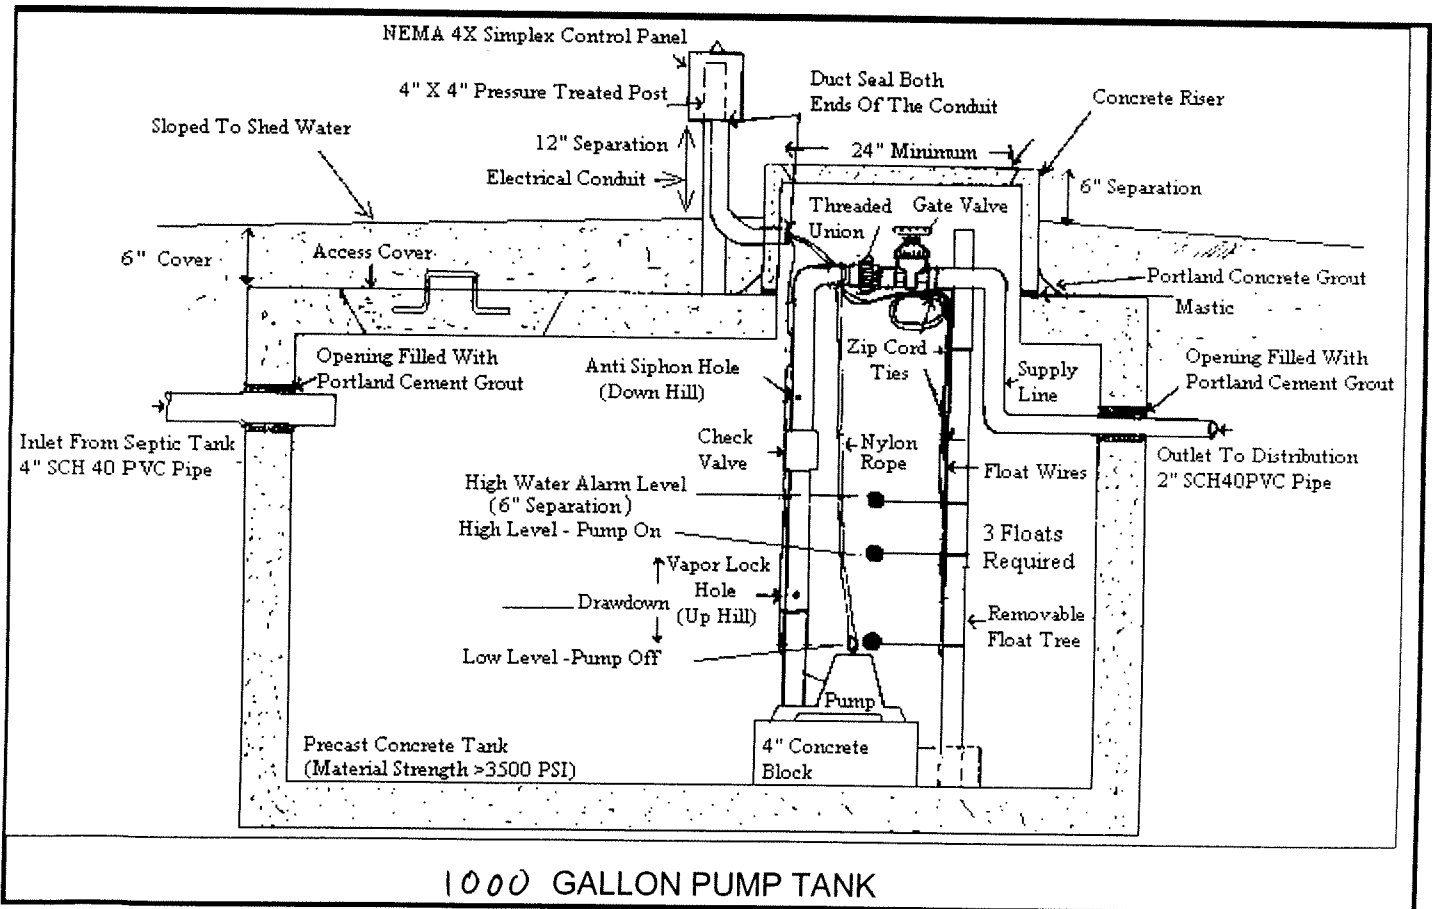 NEMA 4X Simplex Control Panel
4" X 4" Pressure Treated Post
Duct Seal Both
Ends Of The Conduit
Concrete Riser
Sloped To Shed Water
12" Separation
24" Minimum
Electrical Conduit
6" Separation
Threaded
Union
Gate Valve
6" Cover
Access Cover
Portland Concrete Grout
Mastic
Opening Filled With
Portland Cement Grout
Anti Siphon Hole
(Down Hill)
Zip Cord
Ties
Supply
Line
Opening Filled With
Portland Cement Grout
Inlet From Septic Tank
4" SCH 40 PVC Pipe
Check
Valve
Nylon
Rope
Float Wires
Outlet To Distribution
2" SCH40PVC Pipe
High Water Alarm Level
(6" Separation)
High Level - Pump On
3 Floats
Required
Vapor Lock
Hole
(Up Hill)
Drawdown
Removable
Float Tree
Low Level -Pump Off
Pump
Precast Concrete Tank
(Material Strength >3500 PSI)
4" Concrete
Block
1000 GALLON PUMP TANK